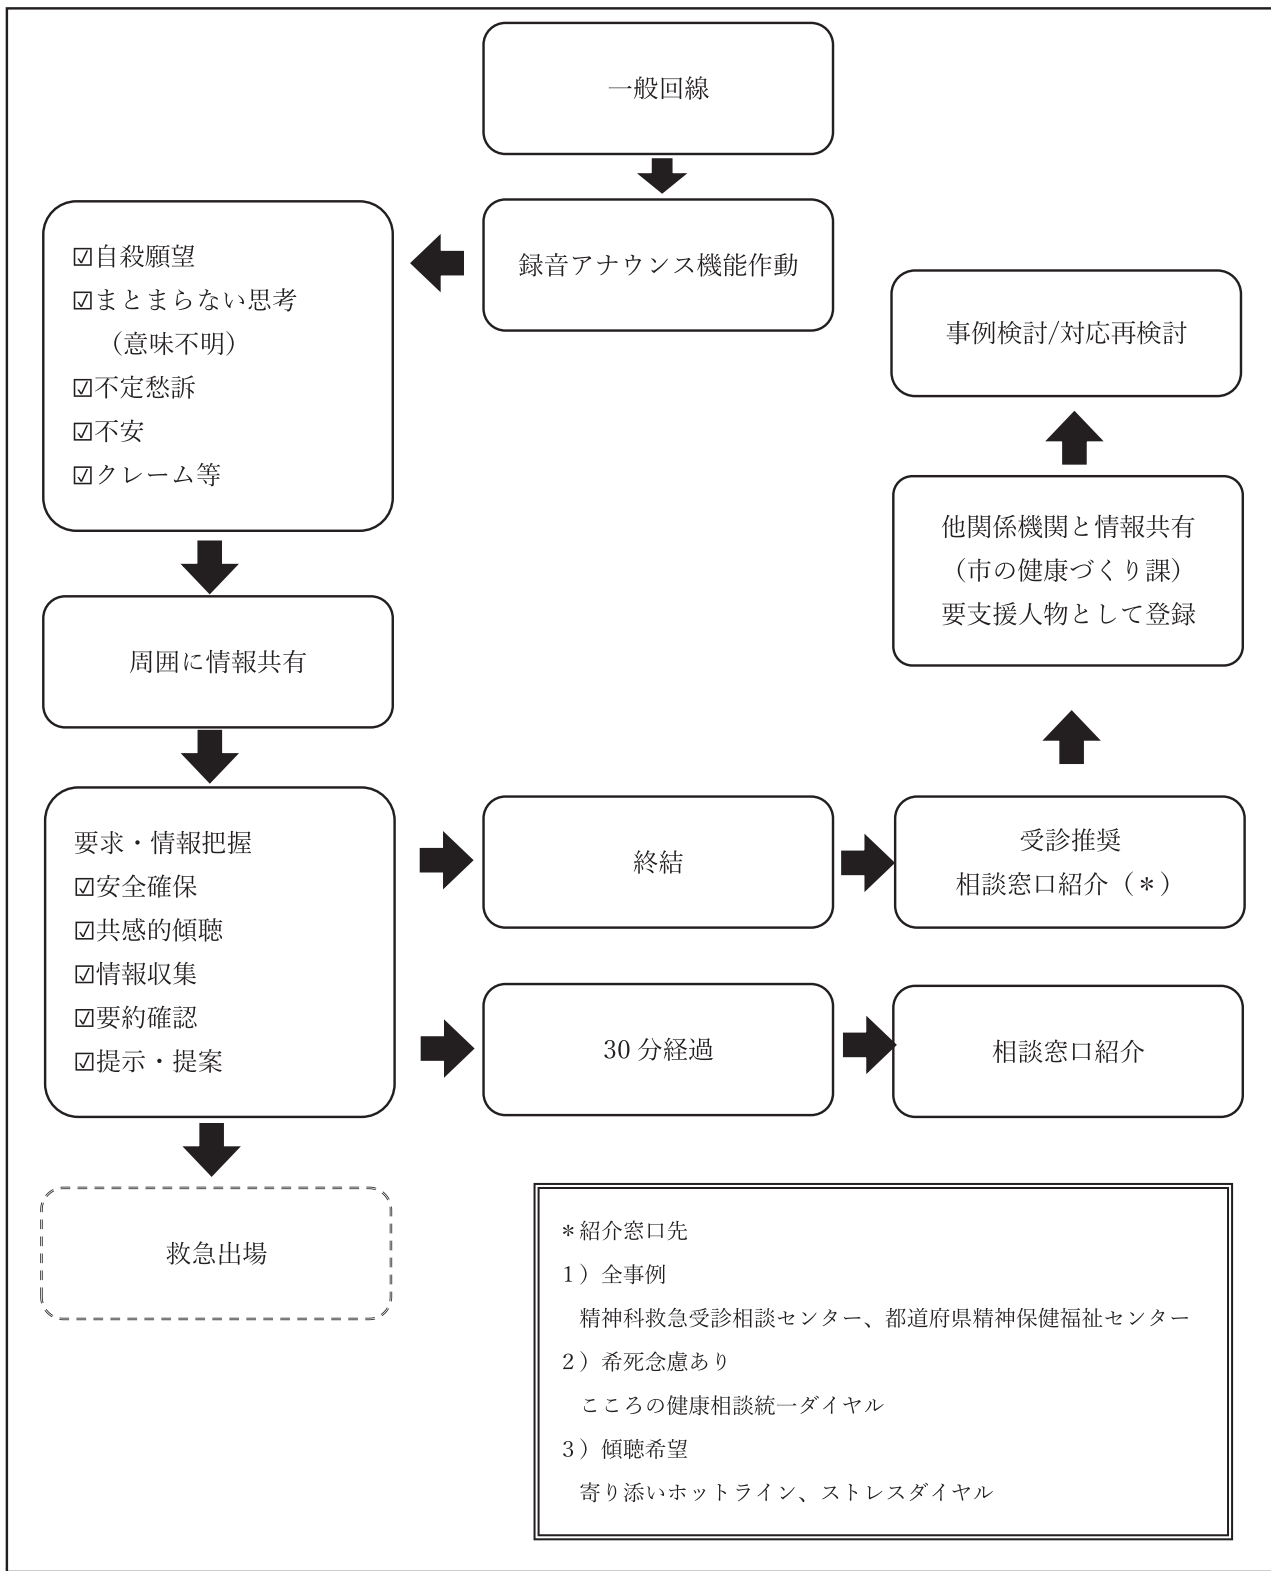 一般回線
録音アナウンス機能作動
☑自殺願望
☑まとまらない思考
（意味不明）
☑不定愁訴
☑不安
☑クレーム等
周囲に情報共有
要求・情報把握
☑安全確保
☑共感的傾聴
☑情報収集
☑要約確認
☑提示・提案
救急出場
終結
受診推奨
相談窓口紹介（＊）
他関係機関と情報共有
（市の健康づくり課）
要支援人物として登録
事例検討/対応再検討
30 分経過
相談窓口紹介
＊紹介窓口先
１）全事例
精神科救急受診相談センター、都道府県精神保健福祉センター
２）希死念慮あり
こころの健康相談統一ダイヤル
３）傾聴希望
寄り添いホットライン、ストレスダイヤル